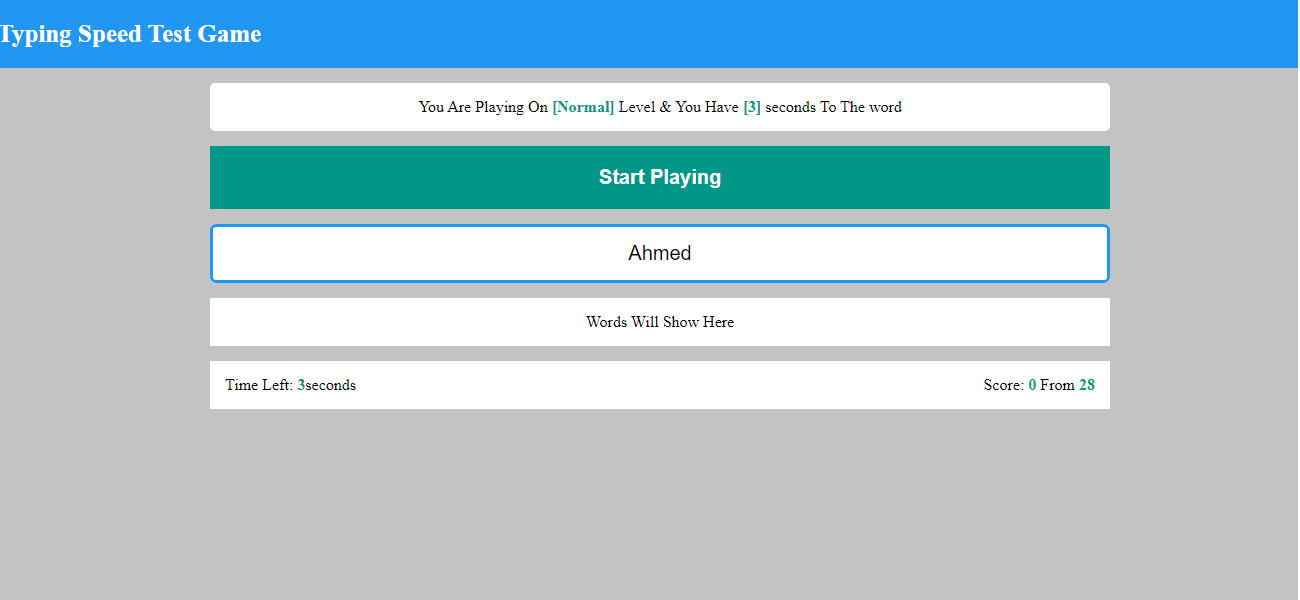 Typing Speed Test Game
You Are Playing On [Normal] Level & You Have [3] seconds To The word
Start Playing
Ahmed
Words Will Show Here
Time Left: 3seconds
Score: 0 From 28